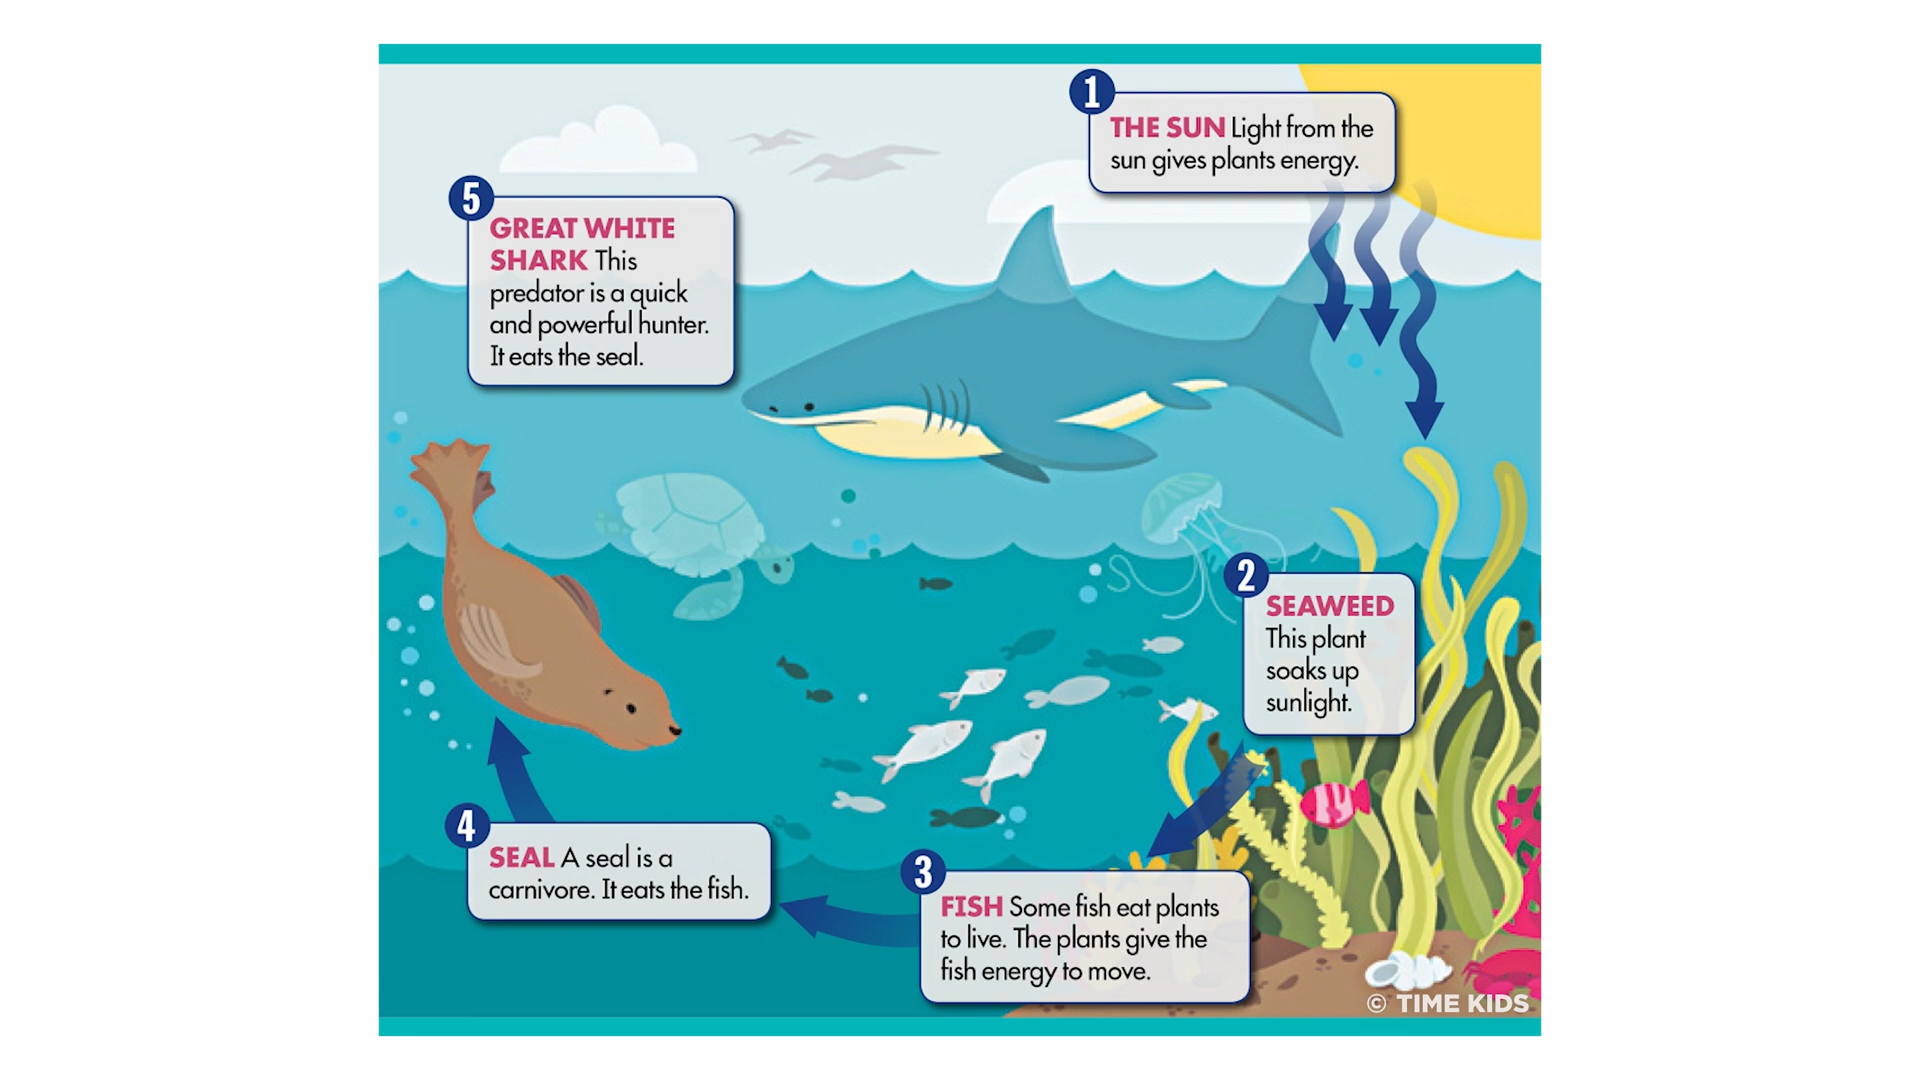 1
THE SUN Light from the
sun gives plants energy.
5
GREAT WHITE
SHARK This
predator is a quick
and powerful hunter.
It eats the seal.
2
SEAWEED
This plant
soaks up
sunlight.
4
SEAL A seal is a
carnivore. It eats the fish.
3
FISH Some fish eat plants
to live. The plants give the
fish energy to move.
© TIME KIDS